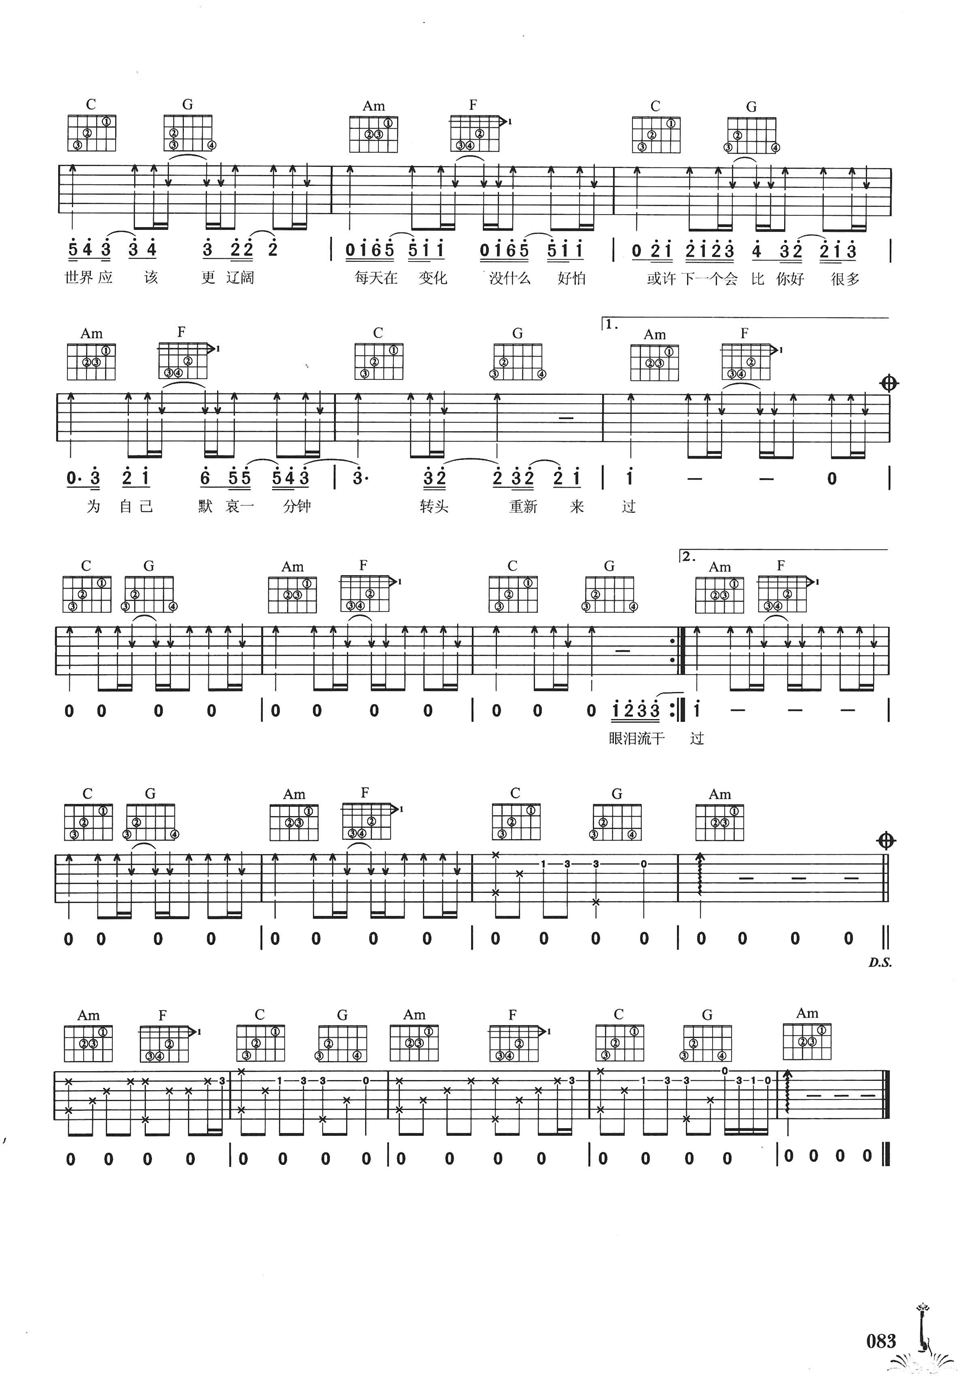 C G Am F C G
5 4 3 3 4 3 2 2 2 | 0 1 6 5 5 1 1 0 1 6 5 5 1 1 | 0 2 1 2 1 2 3 4 3 2 2 1 3 |
世界 应 该 更 辽阔 每天在 变化 没什么 好怕 或许 下一个会 比 你好 很多
1.
Am F C G Am F
0· 3 2 1 6 5 5 5 4 3 | 3· 3 2 2 3 2 2 1 | 1 — — 0 |
为 自 己 默 哀一 分钟 转头 重新 来 过
2.
C G Am F C G Am F
0 0 0 0 | 0 0 0 0 | 0 0 0 1 2 3 3 :| 1 — — — |
眼泪流干 过
C G Am F C G Am
1 3 3 0
0 0 0 0 | 0 0 0 0 | 0 0 0 0 | 0 0 0 0 ||
D.S.
Am F C G Am F C G Am
3 1 3 3 0 3 1 3 3 0 3 1 0
0 0 0 0 | 0 0 0 0 | 0 0 0 0 | 0 0 0 0 | 0 0 0 0 ||
083